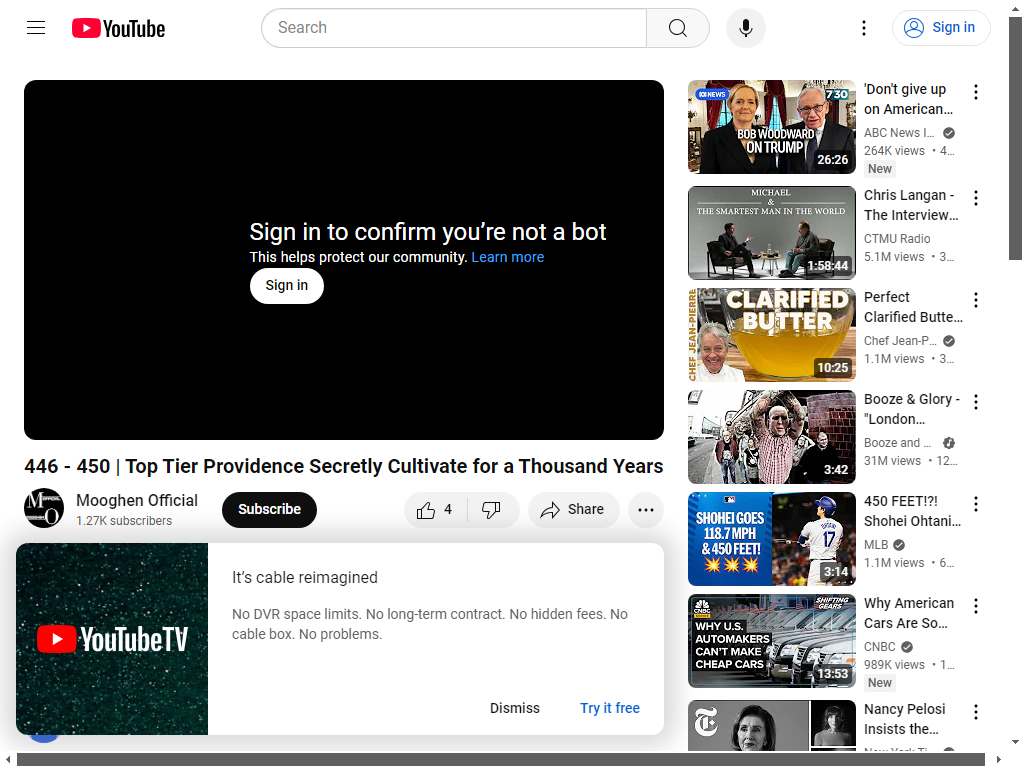 YouTube
Search
Sign in
Sign in to confirm you’re not a bot
This helps protect our community. Learn more
Sign in
446 - 450 | Top Tier Providence Secretly Cultivate for a Thousand Years
Mooghen Official
1.27K subscribers
Subscribe
4
Share
YouTubeTV
It’s cable reimagined
No DVR space limits. No long-term contract. No hidden fees. No
cable box. No problems.
Dismiss
Try it free
NEWS
7 30
BOB WOODWARD
ON TRUMP
26:26
'Don't give up
on American...
ABC News I...
264K views • 4...
New
MICHAEL
&
THE SMARTEST MAN IN THE WORLD
1:58:44
Chris Langan -
The Interview...
CTMU Radio
5.1M views • 3...
CHEF JEAN-PIERRE
CLARIFIED
BUTTER
10:25
Perfect
Clarified Butte...
Chef Jean-P...
1.1M views • 3...
3:42
Booze & Glory -
"London...
Booze and ...
31M views • 12...
SHOHEI GOES
118.7 MPH
& 450 FEET!
17
3:14
450 FEET!?!
Shohei Ohtani...
MLB
1.1M views • 6...
CNBC
SHIFTING
GEARS
WHY U.S.
AUTOMAKERS
CAN'T MAKE
CHEAP CARS
13:53
Why American
Cars Are So...
CNBC
989K views • 1...
New
Nancy Pelosi
Insists the...